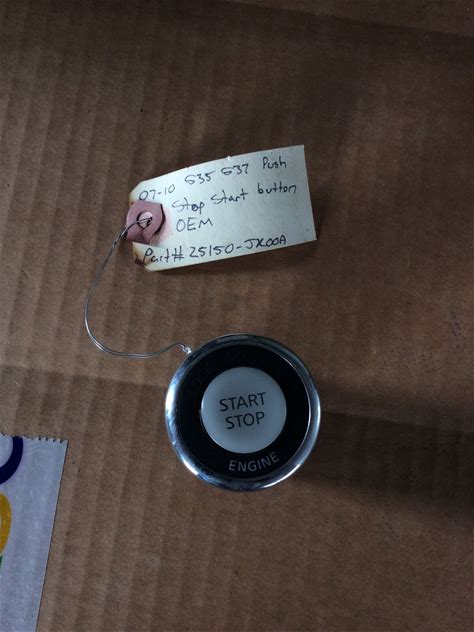 07-10 G35 G37 Push
Stop Start button
OEM
Part# 25150-JK00A
START
STOP
ENGINE